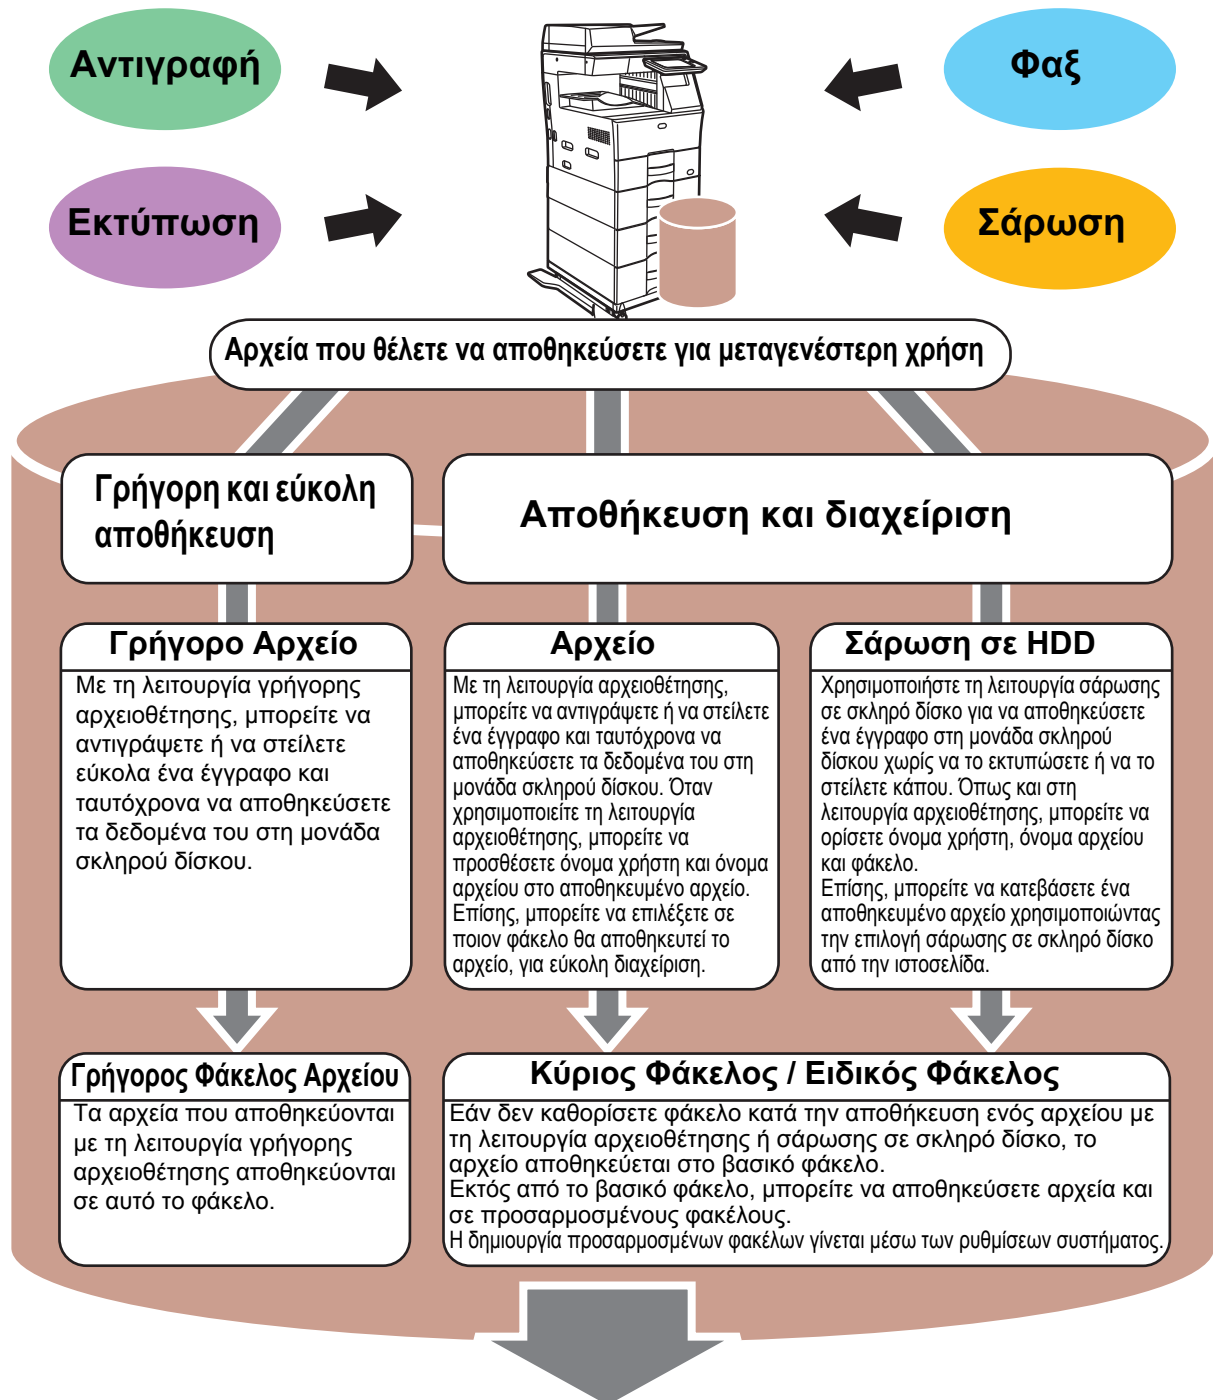 Αντιγραφή
Φαξ
Εκτύπωση
Σάρωση
Αρχεία που θέλετε να αποθηκεύσετε για μεταγενέστερη χρήση
Γρήγορη και εύκολη
αποθήκευση
Αποθήκευση και διαχείριση
Γρήγορο Αρχείο
Με τη λειτουργία γρήγορης
αρχειοθέτησης, μπορείτε να
αντιγράψετε ή να στείλετε
εύκολα ένα έγγραφο και
ταυτόχρονα να αποθηκεύσετε
τα δεδομένα του στη μονάδα
σκληρού δίσκου.
Αρχείο
Με τη λειτουργία αρχειοθέτησης,
μπορείτε να αντιγράψετε ή να στείλετε
ένα έγγραφο και ταυτόχρονα να
αποθηκεύσετε τα δεδομένα του στη
μονάδα σκληρού δίσκου. Όταν
χρησιμοποιείτε τη λειτουργία
αρχειοθέτησης, μπορείτε να
προσθέσετε όνομα χρήστη και όνομα
αρχείου στο αποθηκευμένο αρχείο.
Επίσης, μπορείτε να επιλέξετε σε
ποιον φάκελο θα αποθηκευτεί το
αρχείο, για εύκολη διαχείριση.
Σάρωση σε HDD
Χρησιμοποιήστε τη λειτουργία σάρωσης
σε σκληρό δίσκο για να αποθηκεύσετε
ένα έγγραφο στη μονάδα σκληρού
δίσκου χωρίς να το εκτυπώσετε ή να το
στείλετε κάπου. Όπως και στη
λειτουργία αρχειοθέτησης, μπορείτε να
ορίσετε όνομα χρήστη, όνομα αρχείου
και φάκελο.
Επίσης, μπορείτε να κατεβάσετε ένα
αποθηκευμένο αρχείο χρησιμοποιώντας
την επιλογή σάρωσης σε σκληρό δίσκο
από την ιστοσελίδα.
Γρήγορος Φάκελος Αρχείου
Τα αρχεία που αποθηκεύονται
με τη λειτουργία γρήγορης
αρχειοθέτησης αποθηκεύονται
σε αυτό το φάκελο.
Κύριος Φάκελος / Ειδικός Φάκελος
Εάν δεν καθορίσετε φάκελο κατά την αποθήκευση ενός αρχείου με
τη λειτουργία αρχειοθέτησης ή σάρωσης σε σκληρό δίσκο, το
αρχείο αποθηκεύεται στο βασικό φάκελο.
Εκτός από το βασικό φάκελο, μπορείτε να αποθηκεύσετε αρχεία και
σε προσαρμοσμένους φακέλους.
Η δημιουργία προσαρμοσμένων φακέλων γίνεται μέσω των ρυθμίσεων συστήματος.